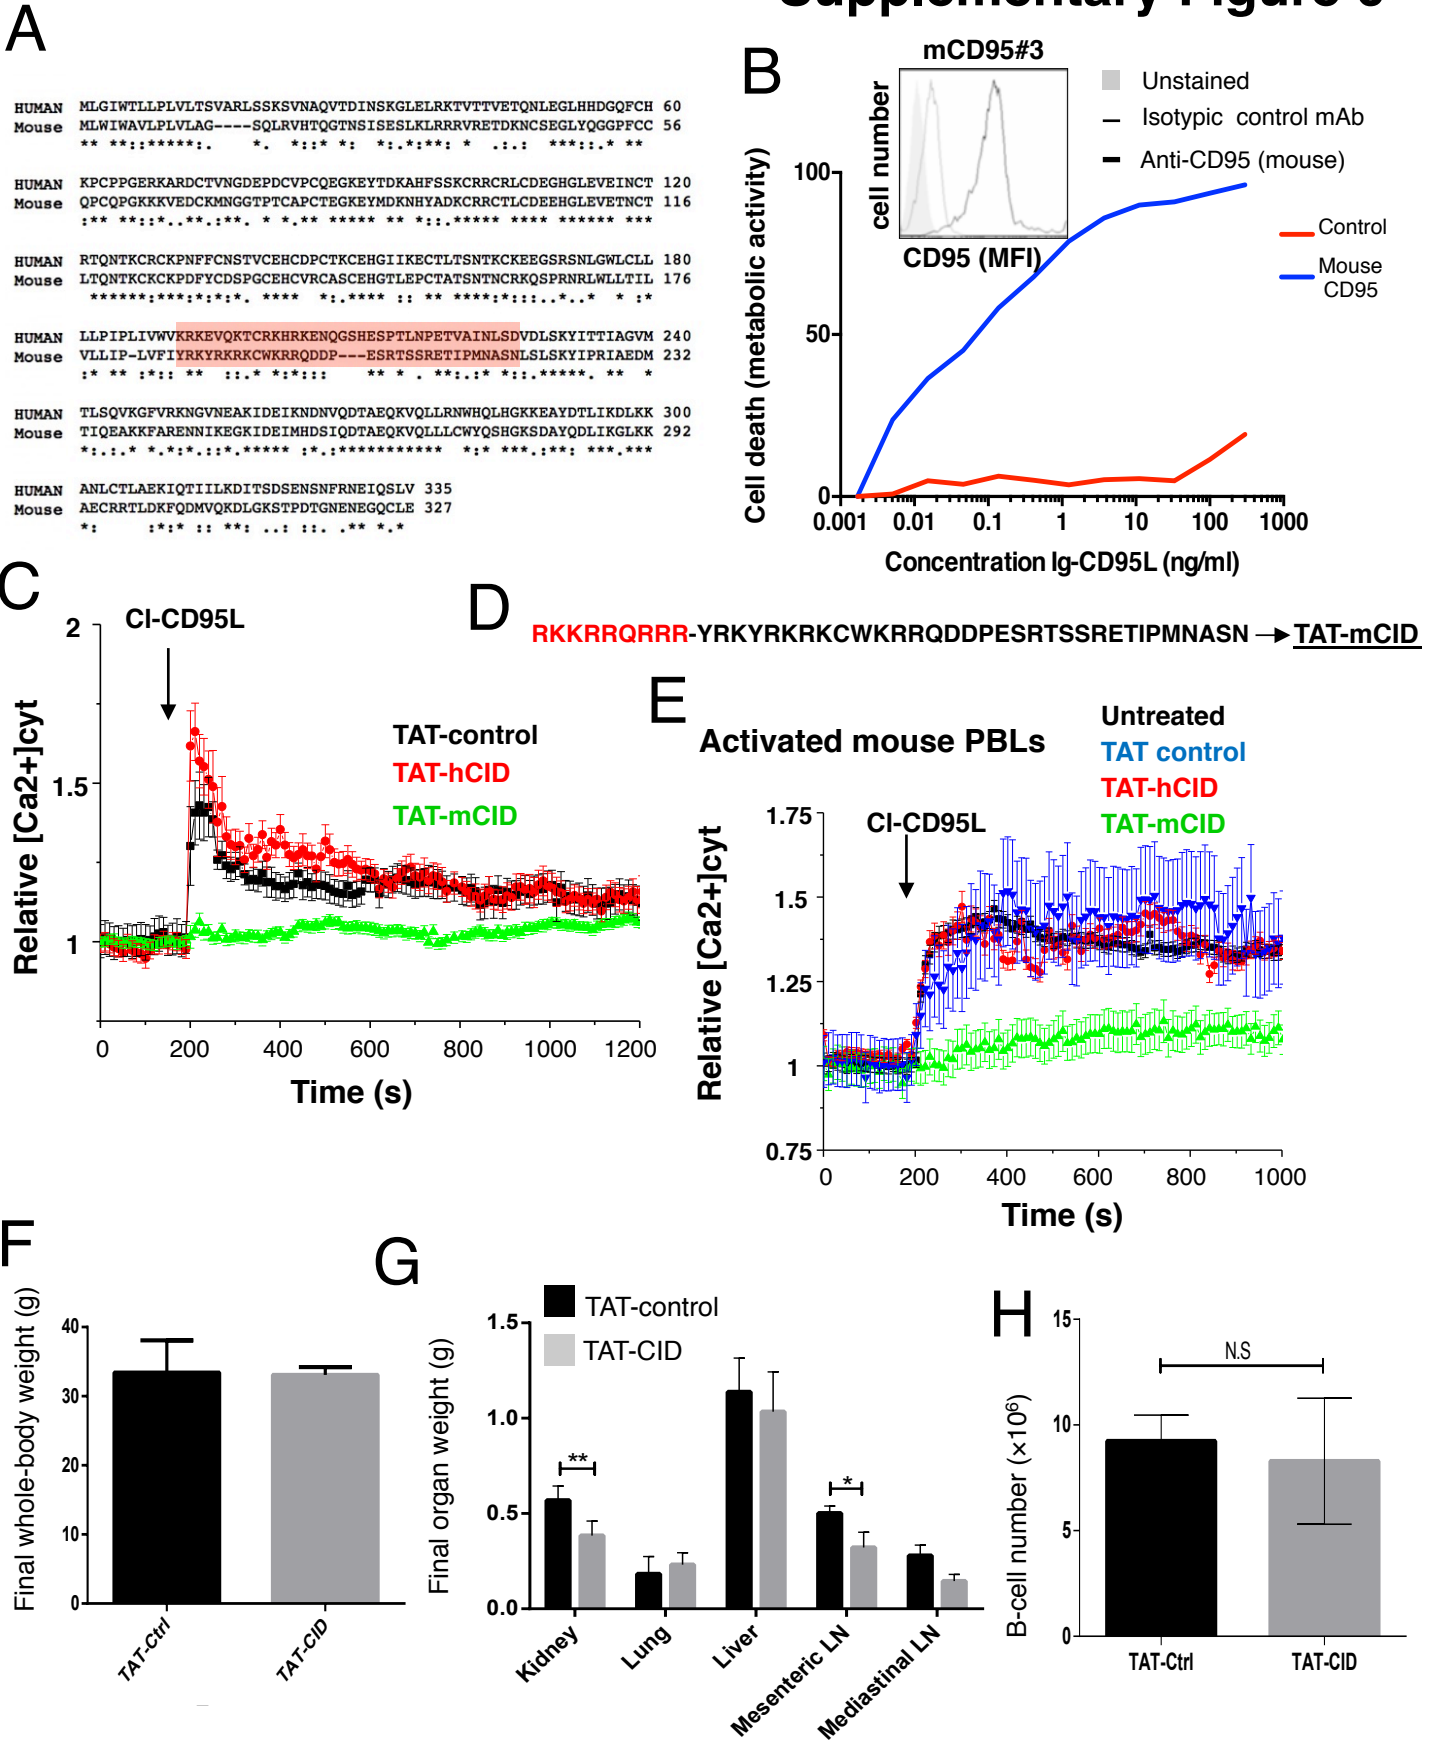 Supplementary Figure
A
HUMAN MLGIWTLLPLVLTSVARLSSKSVNAQVTDINSKGLELRKTVTTVETQNLEGLHHDGQFCH 60
Mouse MLWIWAVLPLVLAG----SQLRVHTQGTNSISESLKLRRRVRETDKNCSEGLYQGGPFCC 56
HUMAN KPCPPGERKARDCTVNGDEPDCVPCQEGKEYTDKAHFSSKCRRCRLCDEGHGLEVEINCT 120
Mouse QPCQPGKKKVEDCKMNGGTPTCAPCTEGKEYMDKNHYADKCRRCTLCDEEHGLEVETNCT 116
HUMAN RTQNTKCRCKPNFFCNSTVCEHCDPCTKCEHGIIKECTLTSNTKCKEEGSRSNLGWLCLL 180
Mouse LTQNTKCKCKPDFYCDSPGCEHCVRCASCEHGTLEPCTATSNTNCRKQSPRNRLWLLTIL 176
HUMAN LLPIPLIVWVKRKEVQKTCRKHRKENQGSHESPTLNPETVAINLSDVDLSKYITTIAGVM 240
Mouse VLLIP-LVFIYRKYRKRKCWKRRQDDP---ESRTSSRETIPMNASNLSLSKYIPRIAEDM 232
HUMAN TLSQVKGFVRKNGVNEAKIDEIKNDNVQDTAEQKVQLLRNWHQLHGKKEAYDTLIKDLKK 300
Mouse TIQEAKKFARENNIKEGKIDEIMHDSIQDTAEQKVQLLLCWYQSHGKSDAYQDLIKGLKK 292
HUMAN ANLCTLAEKIQTIILKDITSDSENSNFRNEIQSLV 335
Mouse AECRRTLDKFQDMVQKDLGKSTPDTGNENEGQCLE 327
B
mCD95#3
cell number
CD95 (MFI)
Unstained
Isotypic control mAb
Anti-CD95 (mouse)
Control
Mouse
CD95
Cell death (metabolic activity)
100
50
0
0.001 0.01 0.1 1 10 100 1000
Concentration Ig-CD95L (ng/ml)
C
Cl-CD95L
TAT-control
TAT-hCID
TAT-mCID
Relative [Ca2+]cyt
2
1.5
1
0 200 400 600 800 1000 1200
Time (s)
D
RKKRRQRRR-YRKYRKRKCWKRRQDDPESRTSSRETIPMNASN TAT-mCID
E
Activated mouse PBLs
Untreated
TAT control
TAT-hCID
TAT-mCID
Cl-CD95L
Relative [Ca2+]cyt
1.75
1.5
1.25
1
0.75
0 200 400 600 800 1000
Time (s)
F
Final whole-body weight (g)
40
30
20
10
0
TAT-Ctrl TAT-CID
G
TAT-control
TAT-CID
Final organ weight (g)
1.5
1.0
0.5
0.0
** *
Kidney Lung Liver Mesenteric LN Mediastinal LN
H
B-cell number (×10⁶)
15
10
5
0
N.S
TAT-Ctrl TAT-CID